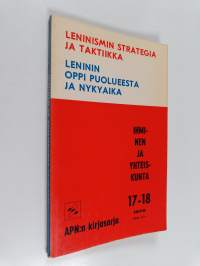 LENINISMIN STRATEGIA
JA TAKTIIKKA
LENININ
OPPI PUOLUEESTA
JA NYKYAIKA
IHMI-
NEN JA
YHTEIS-
KUNTA
17-18
APN:n kirjasarja